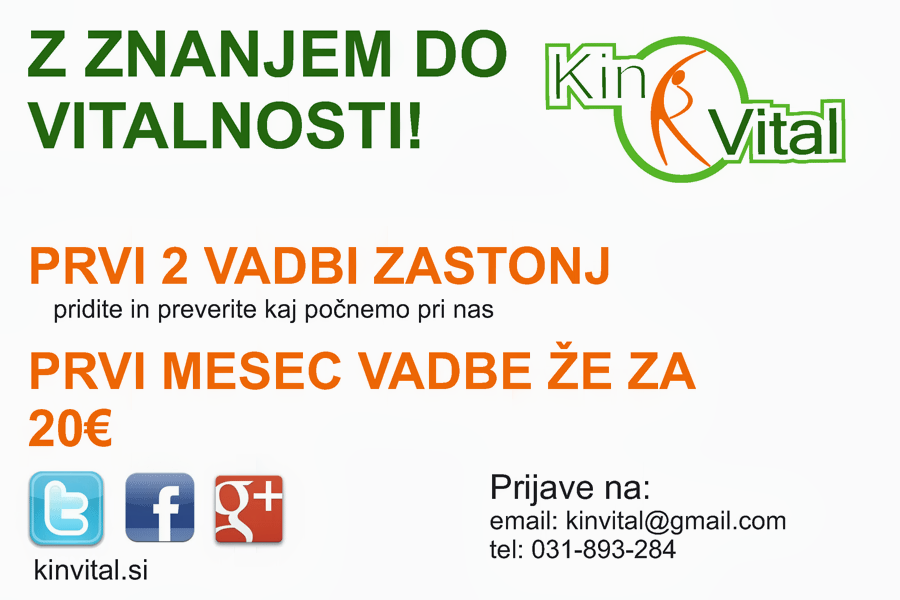 Z ZNANJEM DO
VITALNOSTI!
Kin
Vital
PRVI 2 VADBI ZASTONJ
pridite in preverite kaj počnemo pri nas
PRVI MESEC VADBE ŽE ZA
20€
g+
kinvital.si
Prijave na:
email: kinvital@gmail.com
tel: 031-893-284